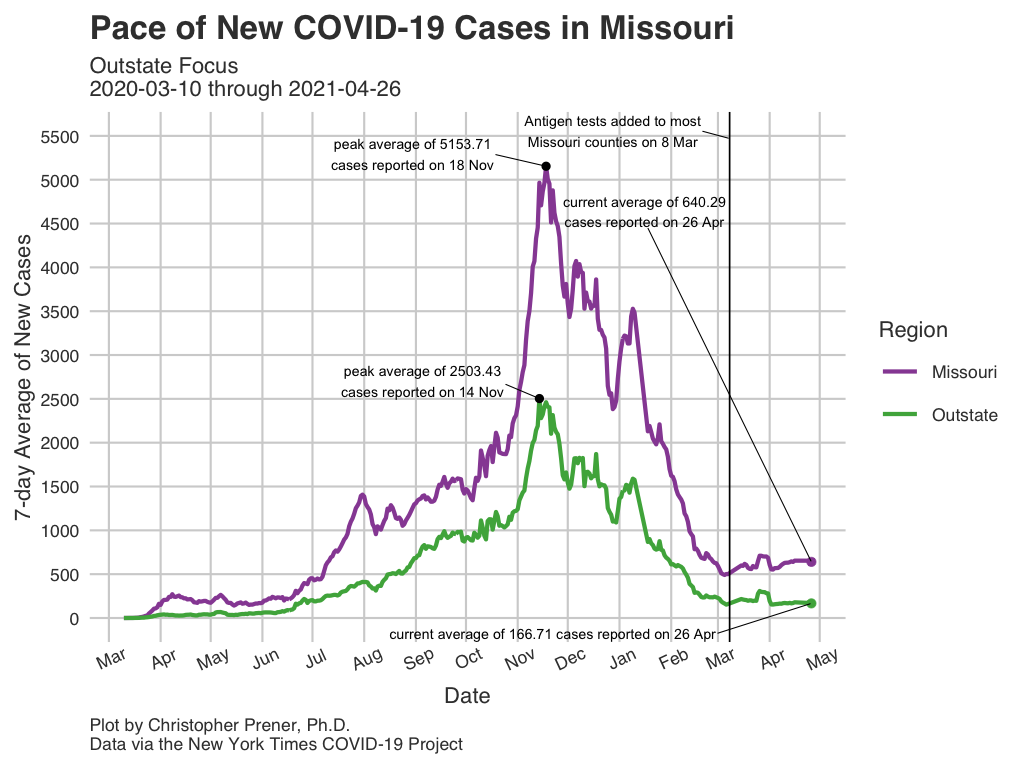 Pace of New COVID-19 Cases in Missouri
Outstate Focus
2020-03-10 through 2021-04-26
Antigen tests added to most
Missouri counties on 8 Mar
peak average of 5153.71
cases reported on 18 Nov
current average of 640.29
cases reported on 26 Apr
peak average of 2503.43
cases reported on 14 Nov
current average of 166.71 cases reported on 26 Apr
7-day Average of New Cases
5500
5000
4500
4000
3500
3000
2500
2000
1500
1000
500
0
Mar Apr May Jun Jul Aug Sep Oct Nov Dec Jan Feb Mar Apr May
Date
Region
Missouri
Outstate
Plot by Christopher Prener, Ph.D.
Data via the New York Times COVID-19 Project